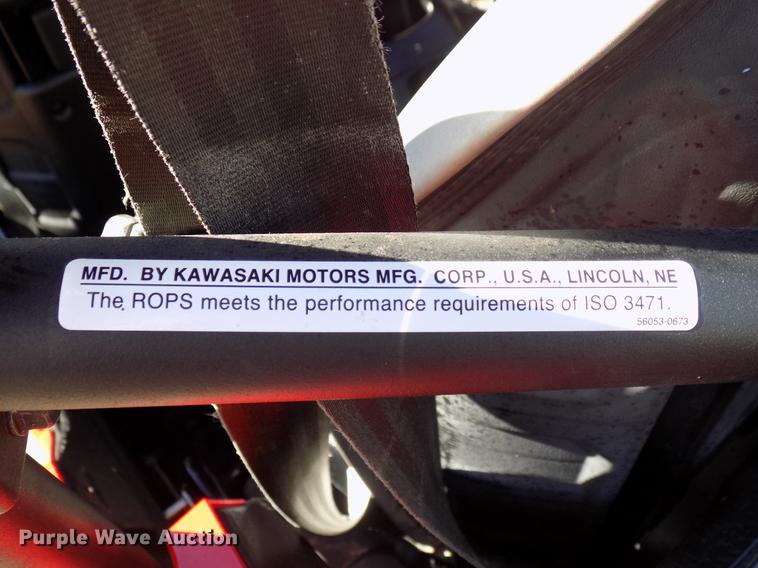 MFD. BY KAWASAKI MOTORS MFG. CORP., U.S.A., LINCOLN, NE
The ROPS meets the performance requirements of ISO 3471.
56053-0673
Purple Wave Auction